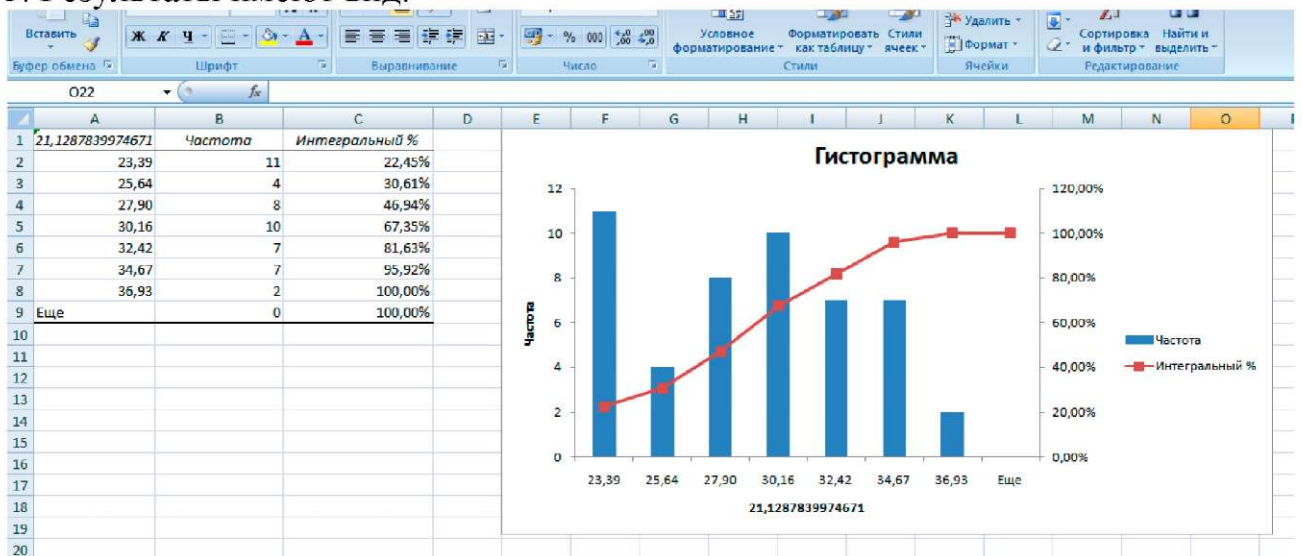 Вставить Ж К Ч % 000 Условное форматирование Форматировать как таблицу Стили ячеек Удалить Формат Сортировка и фильтр Найти и выделить
Буфер обмена Шрифт Выравнивание Число Стили Ячейки Редактирование
O22 fx
A B C D E F G H I J K L M N O
1 21,1287839974671 Частота Интегральный %
2 23,39 11 22,45%
3 25,64 4 30,61%
4 27,90 8 46,94%
5 30,16 10 67,35%
6 32,42 7 81,63%
7 34,67 7 95,92%
8 36,93 2 100,00%
9 Еще 0 100,00%
10
11
12
13
14
15
16
17
18
19
20
Гистограмма
12 120,00%
10 100,00%
8 80,00%
6 60,00%
4 40,00%
2 20,00%
0 0,00%
Частота
23,39 25,64 27,90 30,16 32,42 34,67 36,93 Еще
21,1287839974671
Частота
Интегральный %